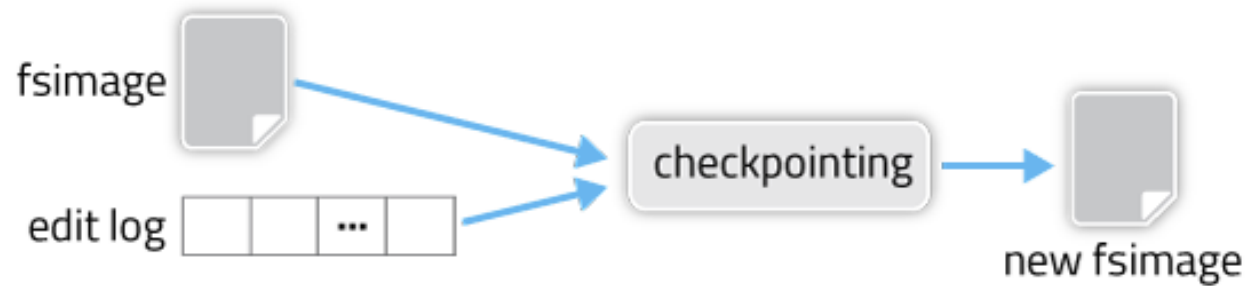 fsimage
checkpointing
edit log
...
new fsimage